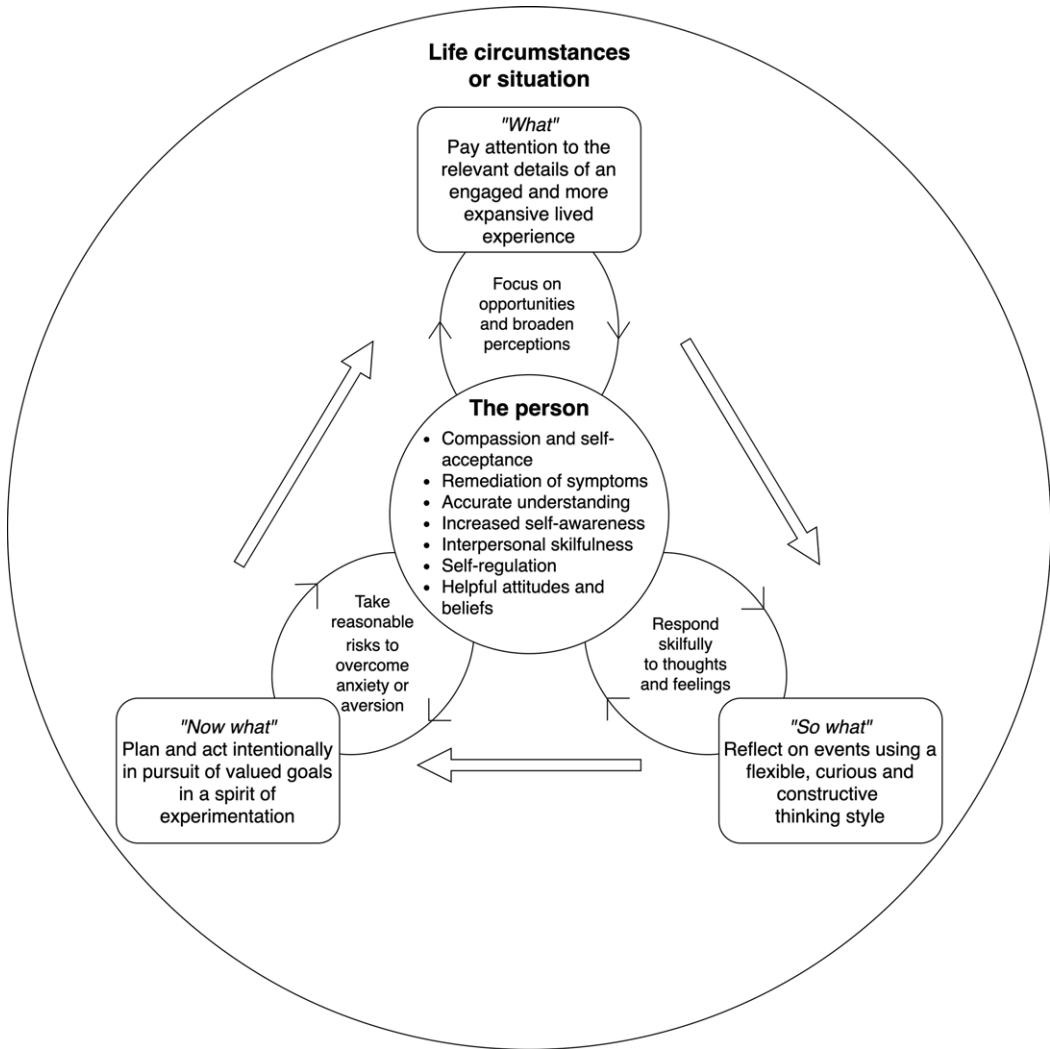 Life circumstances
or situation
"What"
Pay attention to the
relevant details of an
engaged and more
expansive lived
experience
Focus on
opportunities
and broaden
perceptions
The person
• Compassion and self-
acceptance
• Remediation of symptoms
• Accurate understanding
• Increased self-awareness
• Interpersonal skilfulness
• Self-regulation
• Helpful attitudes and
beliefs
Take
reasonable
risks to
overcome
anxiety or
aversion
Respond
skilfully
to thoughts
and feelings
"Now what"
Plan and act intentionally
in pursuit of valued goals
in a spirit of
experimentation
"So what"
Reflect on events using a
flexible, curious and
constructive
thinking style